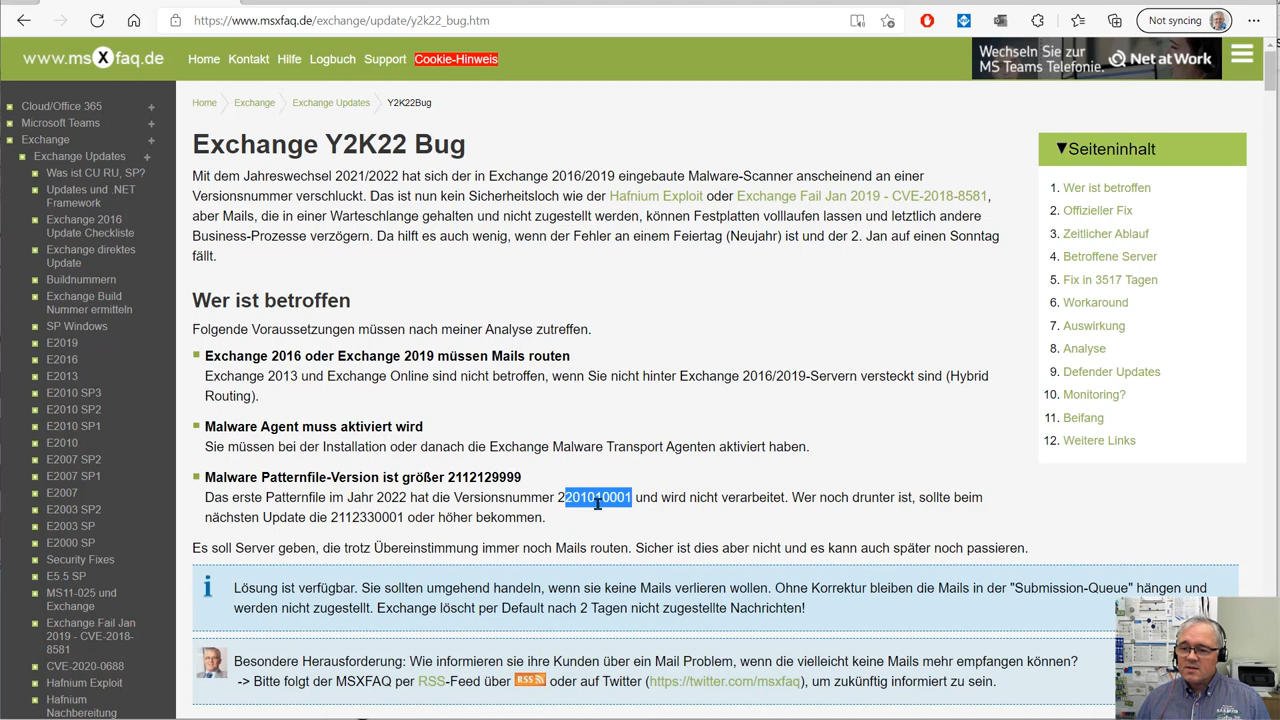 https://www.msxfaq.de/exchange/update/y2k22_bug.htm
Not syncing
www.msXfaq.de
Home Kontakt Hilfe Logbuch Support Cookie-Hinweis
Wechseln Sie zur
MS Teams Telefonie.
Net at Work
Cloud/Office 365
Microsoft Teams
Exchange
Exchange Updates
Was ist CU RU, SP?
Updates und .NET
Framework
Exchange 2016
Update Checkliste
Exchange direktes
Update
Buildnummern
Exchange Build
Nummer ermitteln
SP Windows
E2019
E2016
E2013
E2010 SP3
E2010 SP2
E2010 SP1
E2010
E2007 SP2
E2007 SP1
E2007
E2003 SP2
E2003 SP
E2000 SP
Security Fixes
E5.5 SP
MS11-025 und
Exchange
Exchange Fail Jan
2019 - CVE-2018-
8581
CVE-2020-0688
Hafnium Exploit
Hafnium
Nachbereitung
Home Exchange Exchange Updates Y2K22Bug
Exchange Y2K22 Bug
Mit dem Jahreswechsel 2021/2022 hat sich der in Exchange 2016/2019 eingebaute Malware-Scanner anscheinend an einer
Versionsnummer verschluckt. Das ist nun kein Sicherheitsloch wie der Hafnium Exploit oder Exchange Fail Jan 2019 - CVE-2018-8581,
aber Mails, die in einer Warteschlange gehalten und nicht zugestellt werden, können Festplatten vollaufen lassen und letztlich andere
Business-Prozesse verzögern. Da hilft es auch wenig, wenn der Fehler an einem Feiertag (Neujahr) ist und der 2. Jan auf einen Sonntag
fällt.
Wer ist betroffen
Folgende Voraussetzungen müssen nach meiner Analyse zutreffen.
Exchange 2016 oder Exchange 2019 müssen Mails routen
Exchange 2013 und Exchange Online sind nicht betroffen, wenn Sie nicht hinter Exchange 2016/2019-Servern versteckt sind (Hybrid
Routing).
Malware Agent muss aktiviert wird
Sie müssen bei der Installation oder danach die Exchange Malware Transport Agenten aktiviert haben.
Malware Patternfile-Version ist größer 2112129999
Das erste Patternfile im Jahr 2022 hat die Versionsnummer 2201010001 und wird nicht verarbeitet. Wer noch drunter ist, sollte beim
nächsten Update die 2112330001 oder höher bekommen.
Es soll Server geben, die trotz Übereinstimmung immer noch Mails routen. Sicher ist dies aber nicht und es kann auch später noch passieren.
Lösung ist verfügbar. Sie sollten umgehend handeln, wenn sie keine Mails verlieren wollen. Ohne Korrektur bleiben die Mails in der "Submission-Queue" hängen und
werden nicht zugestellt. Exchange löscht per Default nach 2 Tagen nicht zugestellte Nachrichten!
Besondere Herausforderung: Wie informieren sie ihre Kunden über ein Mail Problem, wenn die vielleicht keine Mails mehr empfangen können?
-> Bitte folgt der MSXFAQ per RSS-Feed über RSS oder auf Twitter (https://twitter.com/msxfaq), um zukünftig informiert zu sein.
▼Seiteninhalt
1. Wer ist betroffen
2. Offizieller Fix
3. Zeitlicher Ablauf
4. Betroffene Server
5. Fix in 3517 Tagen
6. Workaround
7. Auswirkung
8. Analyse
9. Defender Updates
10. Monitoring?
11. Beifang
12. Weitere Links